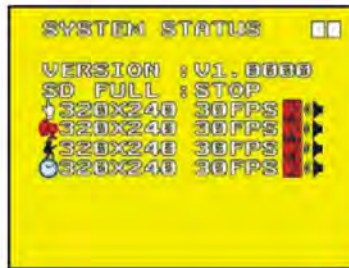 SYSTEM STATUS
VERSION :V1.0000
SD FULL :STOP
320X240 30FPS
320X240 30FPS
320X240 30FPS
320X240 30FPS